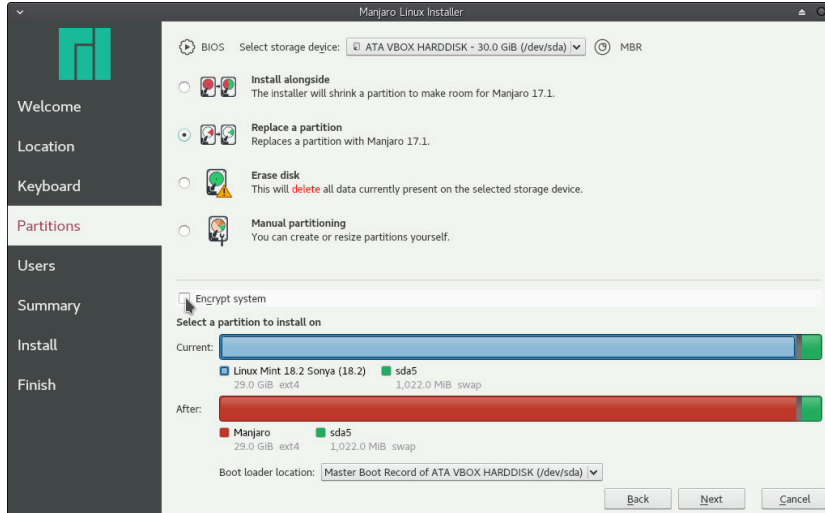 Manjaro Linux Installer
Welcome
Location
Keyboard
Partitions
Users
Summary
Install
Finish
BIOS Select storage device: ATA VBOX HARDDISK - 30.0 GiB (/dev/sda) MBR
Install alongside
The installer will shrink a partition to make room for Manjaro 17.1.
Replace a partition
Replaces a partition with Manjaro 17.1.
Erase disk
This will delete all data currently present on the selected storage device.
Manual partitioning
You can create or resize partitions yourself.
Encrypt system
Select a partition to install on
Current:
Linux Mint 18.2 Sonya (18.2) sda5
29.0 GiB ext4 1,022.0 MiB swap
After:
Manjaro sda5
29.0 GiB ext4 1,022.0 MiB swap
Boot loader location: Master Boot Record of ATA VBOX HARDDISK (/dev/sda)
Back Next Cancel